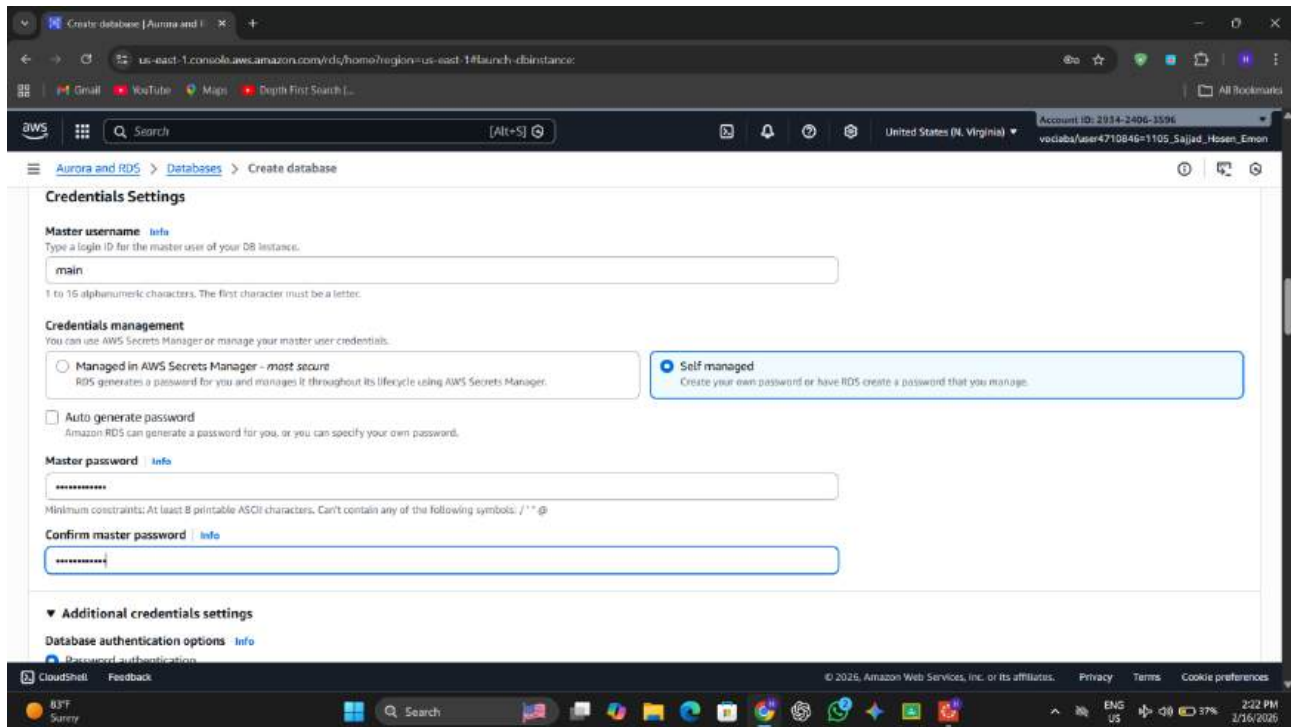 Create database | Aurora and
us-east-1.console.aws.amazon.com/rds/home?region=us-east-1#launch-dbinstance:
Gmail YouTube Maps Depth First Search (... All Bookmarks
aws Search [Alt+S] United States (N. Virginia) Account ID: 2934-2406-3596
voclabs/user4710846=1105_Sajjad_Hosen_Emon
Aurora and RDS > Databases > Create database
Credentials Settings
Master username Info
Type a login ID for the master user of your DB instance.
main
1 to 16 alphanumeric characters. The first character must be a letter.
Credentials management
You can use AWS Secrets Manager or manage your master user credentials.
Managed in AWS Secrets Manager - most secure
RDS generates a password for you and manages it throughout its lifecycle using AWS Secrets Manager.
Self managed
Create your own password or have RDS create a password that you manage.
Auto generate password
Amazon RDS can generate a password for you, or you can specify your own password.
Master password Info
••••••••••••
Minimum constraints: At least 8 printable ASCII characters. Can't contain any of the following symbols: / ' " @
Confirm master password Info
••••••••••••
Additional credentials settings
Database authentication options Info
Password authentication
CloudShell Feedback © 2026, Amazon Web Services, Inc. or its affiliates. Privacy Terms Cookie preferences
83°F
Sunny
Search
ENG
US
37%
2:22 PM
2/16/2026